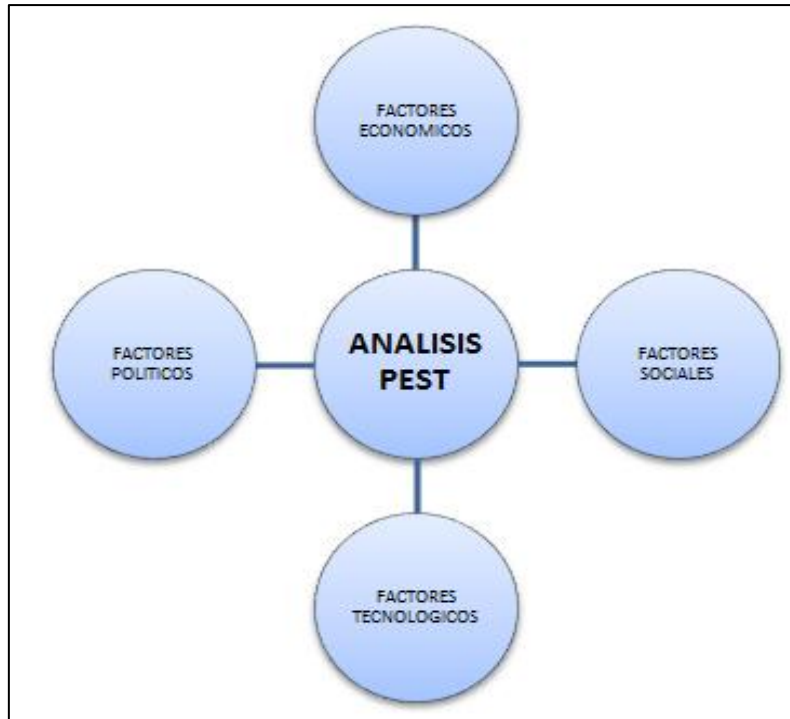 FACTORES
ECONOMICOS
FACTORES
POLITICOS
ANALISIS
PEST
FACTORES
SOCIALES
FACTORES
TECNOLOGICOS